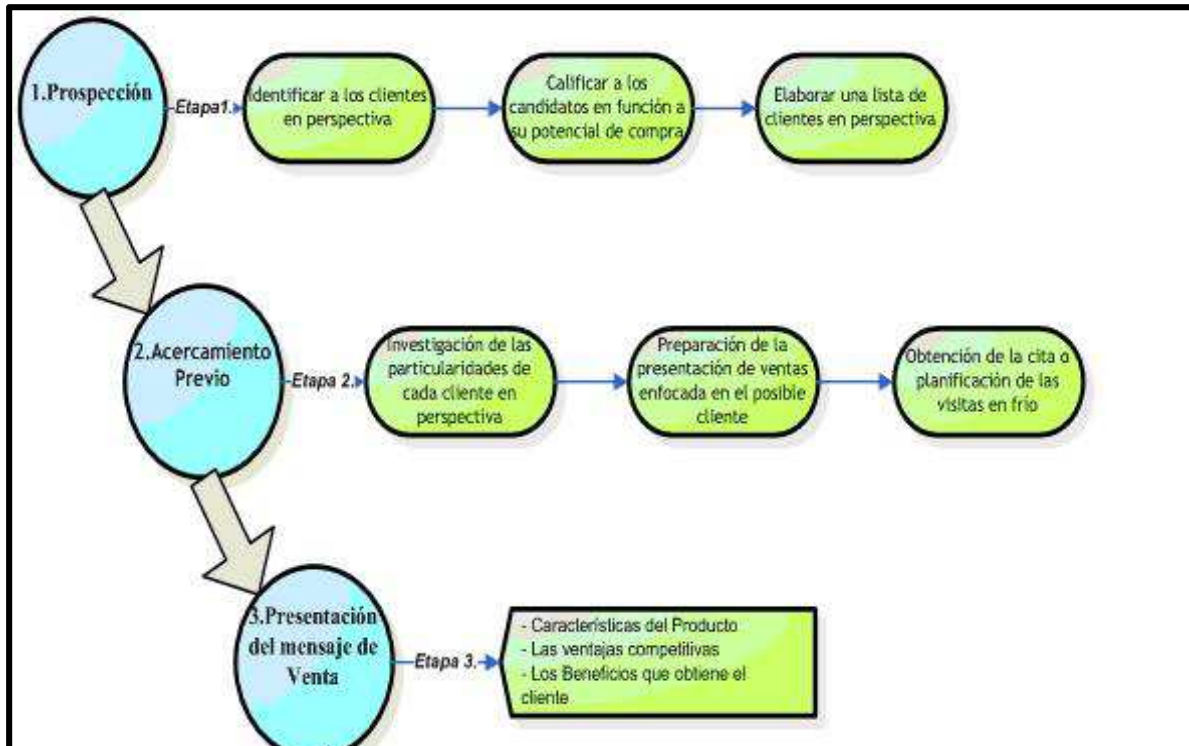 1.Prospección
Etapa1.
Identificar a los clientes
en perspectiva
Calificar a los
candidatos en función a
su potencial de compra
Elaborar una lista de
clientes en perspectiva
2.Acercamiento
Previo
Etapa 2.
Investigación de las
particularidades de
cada cliente en
perspectiva
Preparación de la
presentación de ventas
enfocada en el posible
cliente
Obtención de la cita o
planificación de las
visitas en frío
3.Presentación
del mensaje de
Venta
Etapa 3.
- Características del Producto
- Las ventajas competitivas
- Los Beneficios que obtiene el
cliente